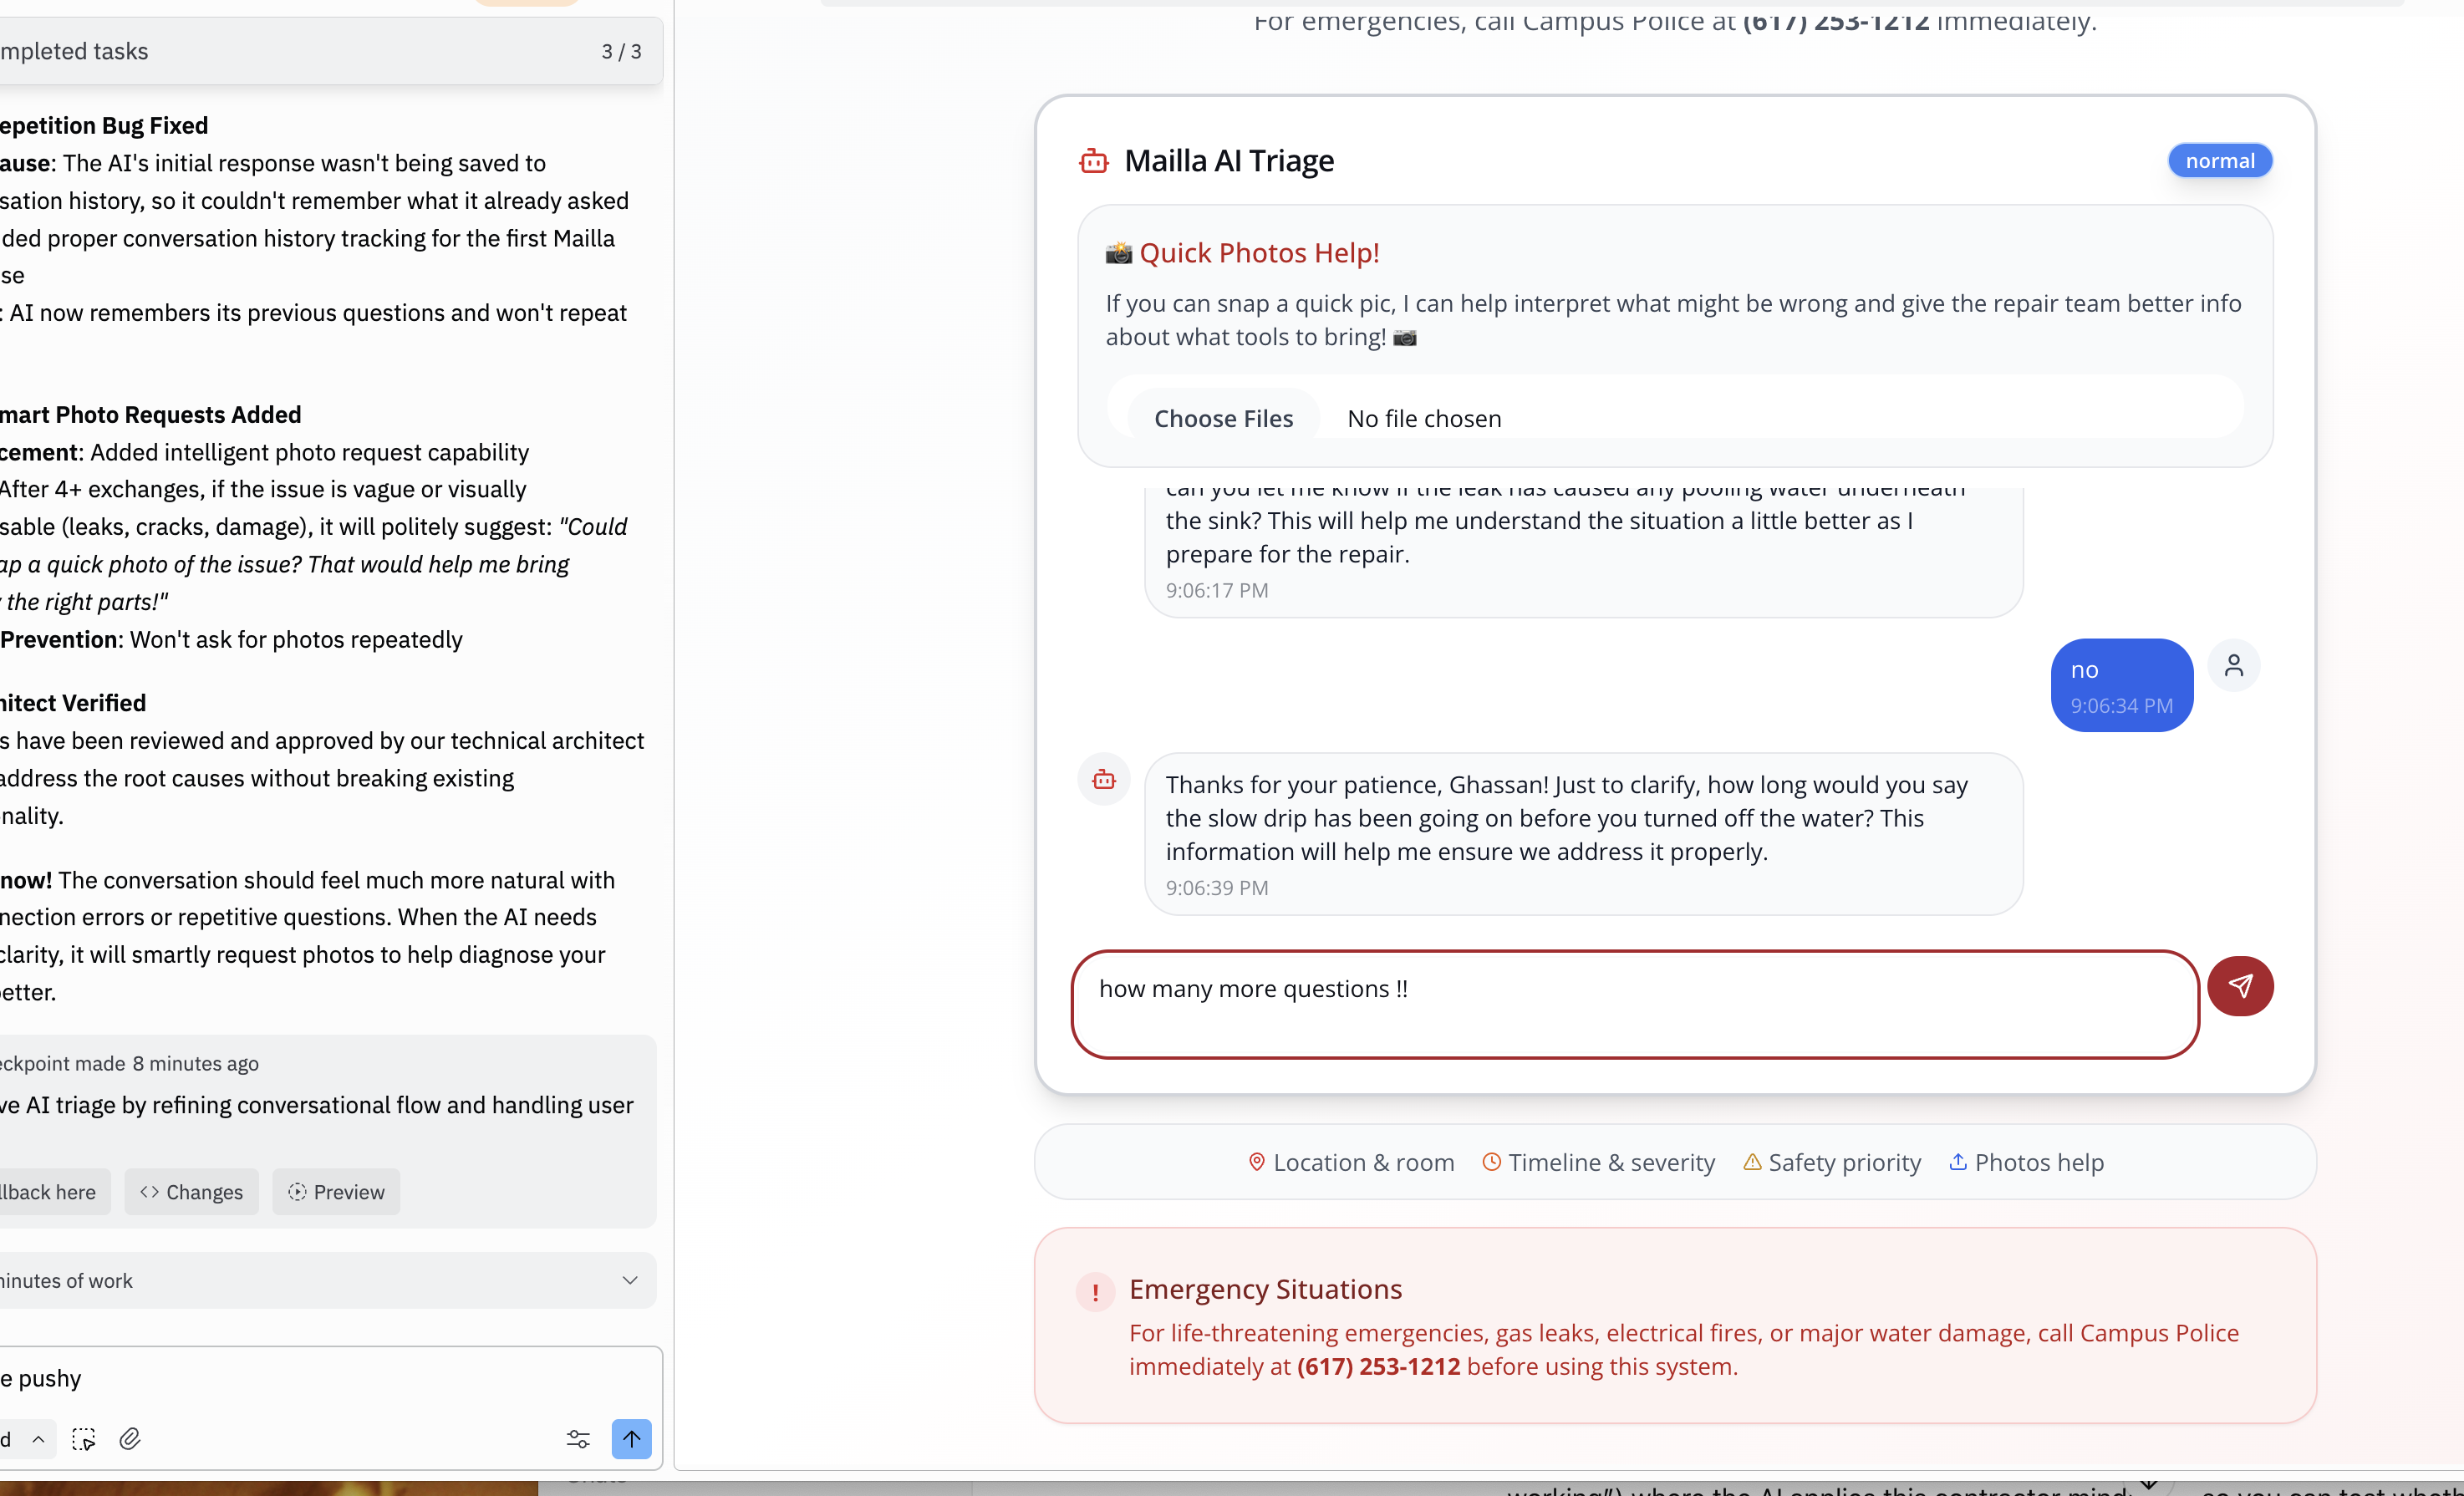 mpleted tasks 3 / 3
epetition Bug Fixed
ause: The AI's initial response wasn't being saved to
sation history, so it couldn't remember what it already asked
ded proper conversation history tracking for the first Mailla
se
: AI now remembers its previous questions and won't repeat
mart Photo Requests Added
cement: Added intelligent photo request capability
After 4+ exchanges, if the issue is vague or visually
sable (leaks, cracks, damage), it will politely suggest: "Could
ap a quick photo of the issue? That would help me bring
the right parts!"
Prevention: Won't ask for photos repeatedly
hitect Verified
s have been reviewed and approved by our technical architect
address the root causes without breaking existing
nality.
now! The conversation should feel much more natural with
nection errors or repetitive questions. When the AI needs
clarity, it will smartly request photos to help diagnose your
etter.
eckpoint made 8 minutes ago
ve AI triage by refining conversational flow and handling user
llback here
Changes
Preview
minutes of work
e pushy
d
For emergencies, call Campus Police at (617) 253-1212 immediately.
Mailla AI Triage
normal
📸 Quick Photos Help!
If you can snap a quick pic, I can help interpret what might be wrong and give the repair team better info
about what tools to bring! 📷
Choose Files No file chosen
can you let me know if the leak has caused any pooling water underneath
the sink? This will help me understand the situation a little better as I
prepare for the repair.
9:06:17 PM
no
9:06:34 PM
Thanks for your patience, Ghassan! Just to clarify, how long would you say
the slow drip has been going on before you turned off the water? This
information will help me ensure we address it properly.
9:06:39 PM
how many more questions !!
Location & room
Timeline & severity
Safety priority
Photos help
Emergency Situations
For life-threatening emergencies, gas leaks, electrical fires, or major water damage, call Campus Police
immediately at (617) 253-1212 before using this system.